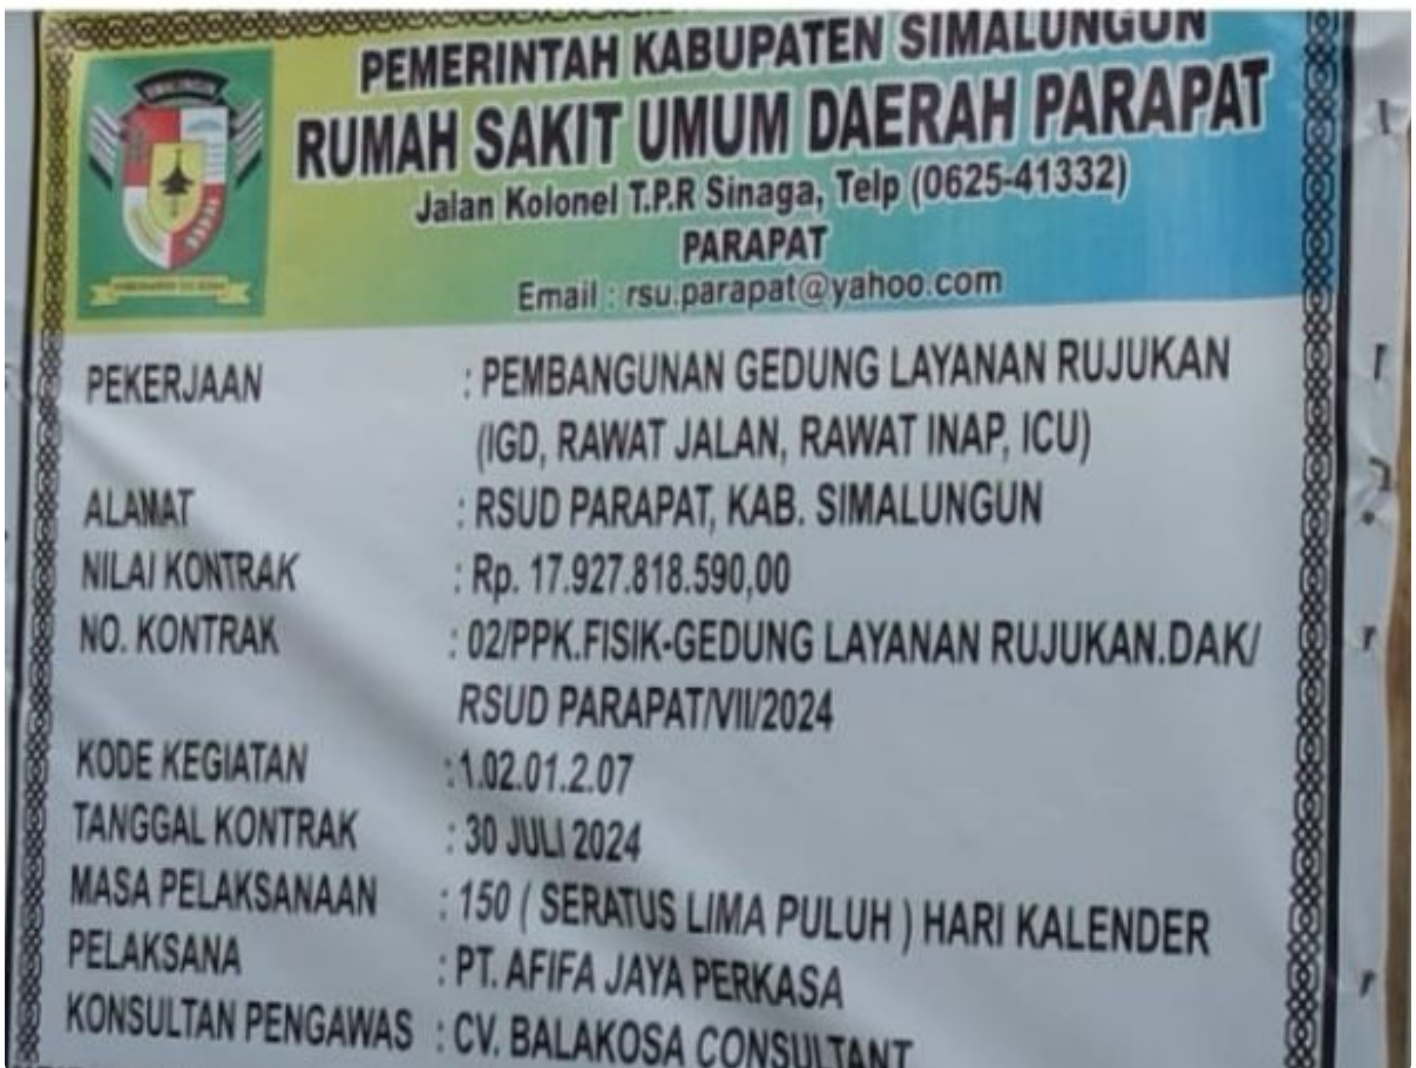 PEMERINTAH KABUPATEN SIMALUNGUN
RUMAH SAKIT UMUM DAERAH PARAPAT
Jalan Kolonel T.P.R Sinaga, Telp (0625-41332)
PARAPAT
Email : rsu.parapat@yahoo.com
PEKERJAAN : PEMBANGUNAN GEDUNG LAYANAN RUJUKAN
(IGD, RAWAT JALAN, RAWAT INAP, ICU)
ALAMAT : RSUD PARAPAT, KAB. SIMALUNGUN
NILAI KONTRAK : Rp. 17.927.818.590,00
NO. KONTRAK : 02/PPK.FISIK-GEDUNG LAYANAN RUJUKAN.DAK/
RSUD PARAPAT/VII/2024
KODE KEGIATAN : 1.02.01.2.07
TANGGAL KONTRAK : 30 JULI 2024
MASA PELAKSANAAN : 150 ( SERATUS LIMA PULUH ) HARI KALENDER
PELAKSANA : PT. AFIFA JAYA PERKASA
KONSULTAN PENGAWAS : CV. BALAKOSA CONSULTANT